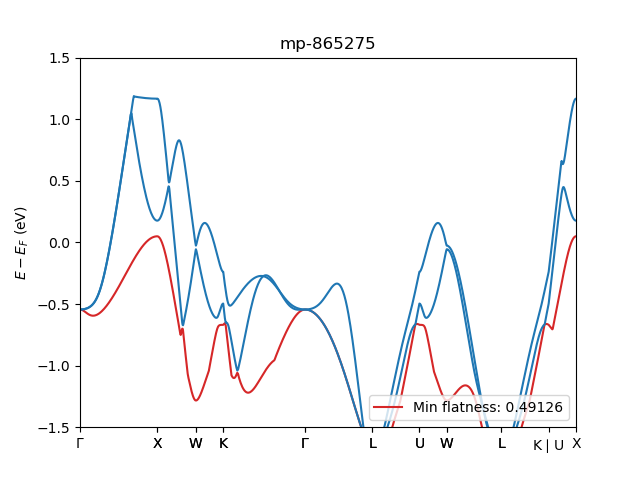 mp-865275
E − E_F (eV)
1.5
1.0
0.5
0.0
−0.5
−1.0
−1.5
Min flatness: 0.49126
Γ X W K Γ L U W L K | U X